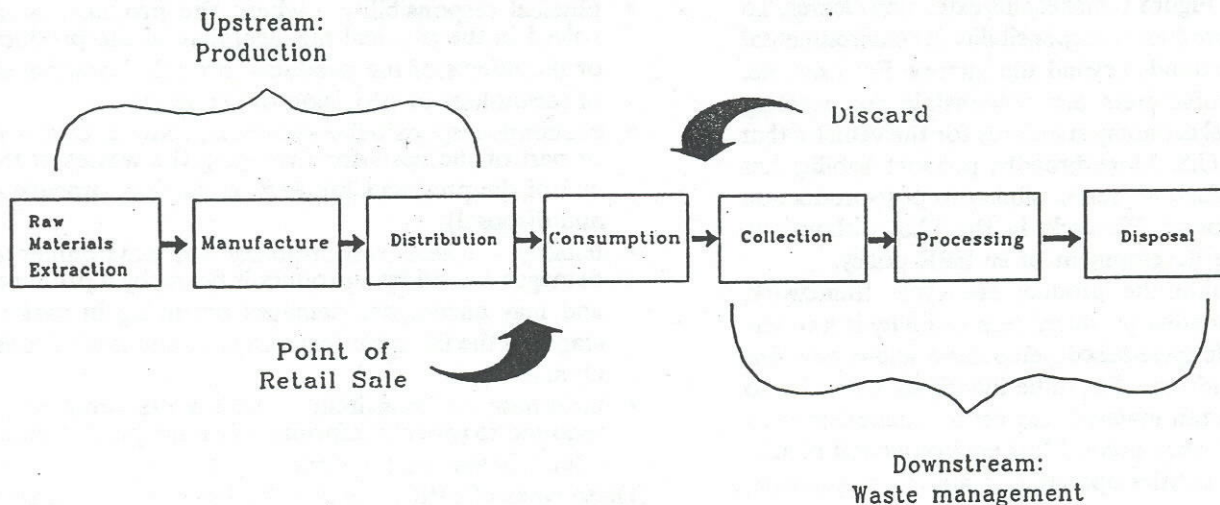 Upstream:
Production
Discard
Raw
Materials
Extraction
Manufacture
Distribution
Consumption
Collection
Processing
Disposal
Point of
Retail Sale
Downstream:
Waste management